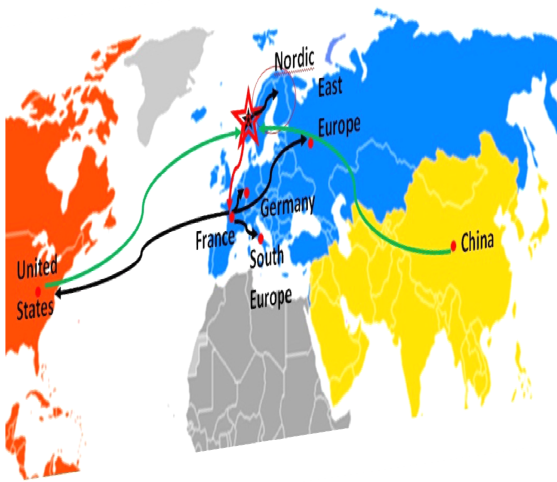 Nordic
East
Europe
Germany
France
South
Europe
United
States
China